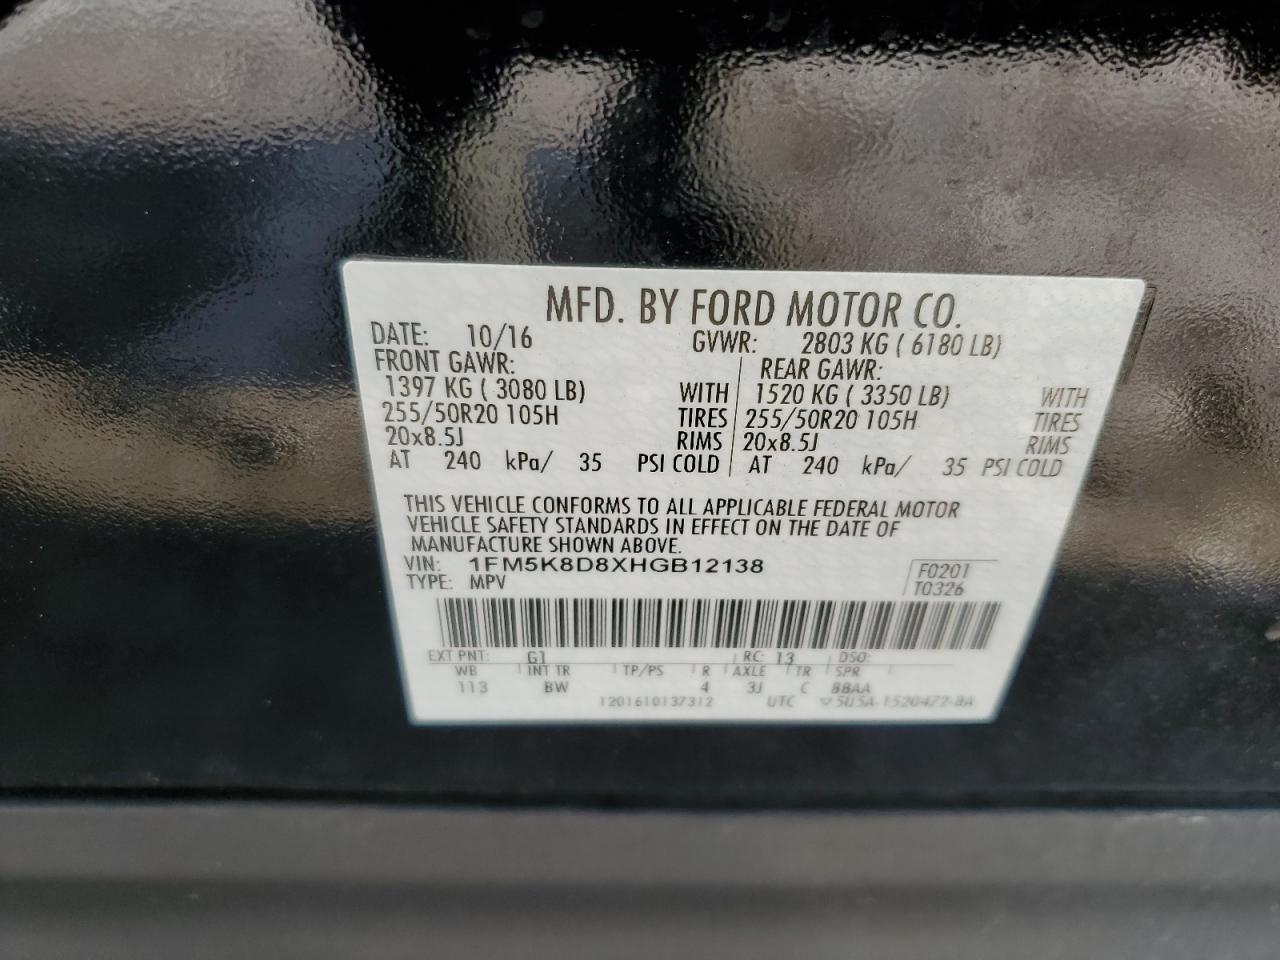 MFD. BY FORD MOTOR CO.
DATE: 10/16 GVWR: 2803 KG ( 6180 LB)
FRONT GAWR: REAR GAWR:
1397 KG ( 3080 LB) WITH 1520 KG ( 3350 LB) WITH
255/50R20 105H TIRES 255/50R20 105H TIRES
20x8.5J RIMS 20x8.5J RIMS
AT 240 kPa/ 35 PSI COLD AT 240 kPa/ 35 PSI COLD
THIS VEHICLE CONFORMS TO ALL APPLICABLE FEDERAL MOTOR
VEHICLE SAFETY STANDARDS IN EFFECT ON THE DATE OF
MANUFACTURE SHOWN ABOVE.
VIN: 1FM5K8D8XHGB12138 F0201
TYPE: MPV T0326
EXT PNT: G1 RC: 13 DSO:
WB INT TR TP/PS R AXLE TR SPR
113 BW 4 3J C BBAA
1201610137312 UTC ▽5U5A-1520472-BA